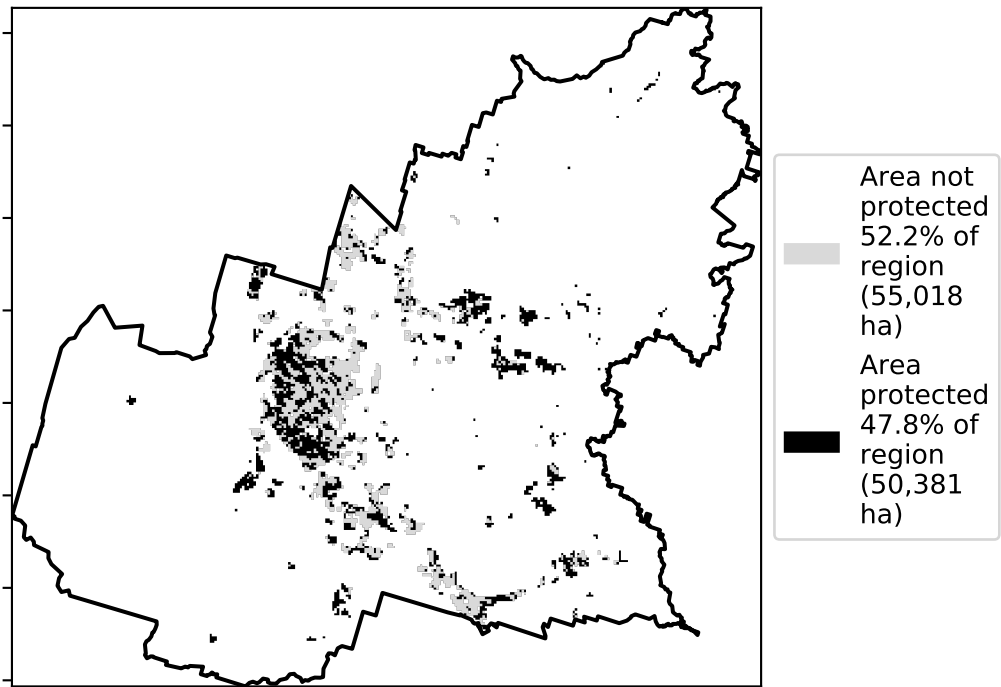 Area not
protected
52.2% of
region
(55,018
ha)
Area
protected
47.8% of
region
(50,381
ha)